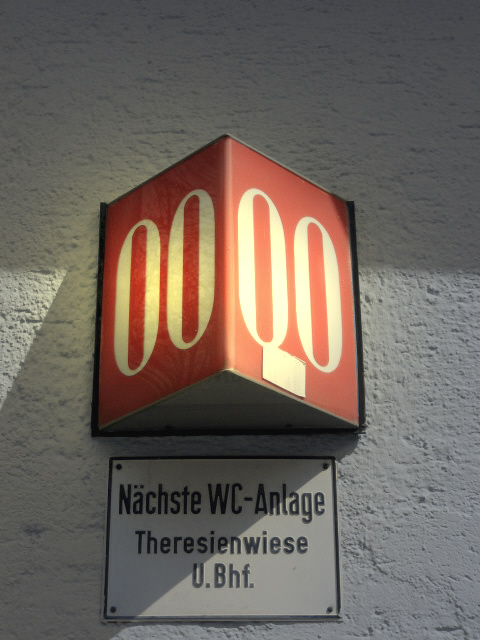 00 00
Nächste WC-Anlage
Theresienwiese
U.Bhf.